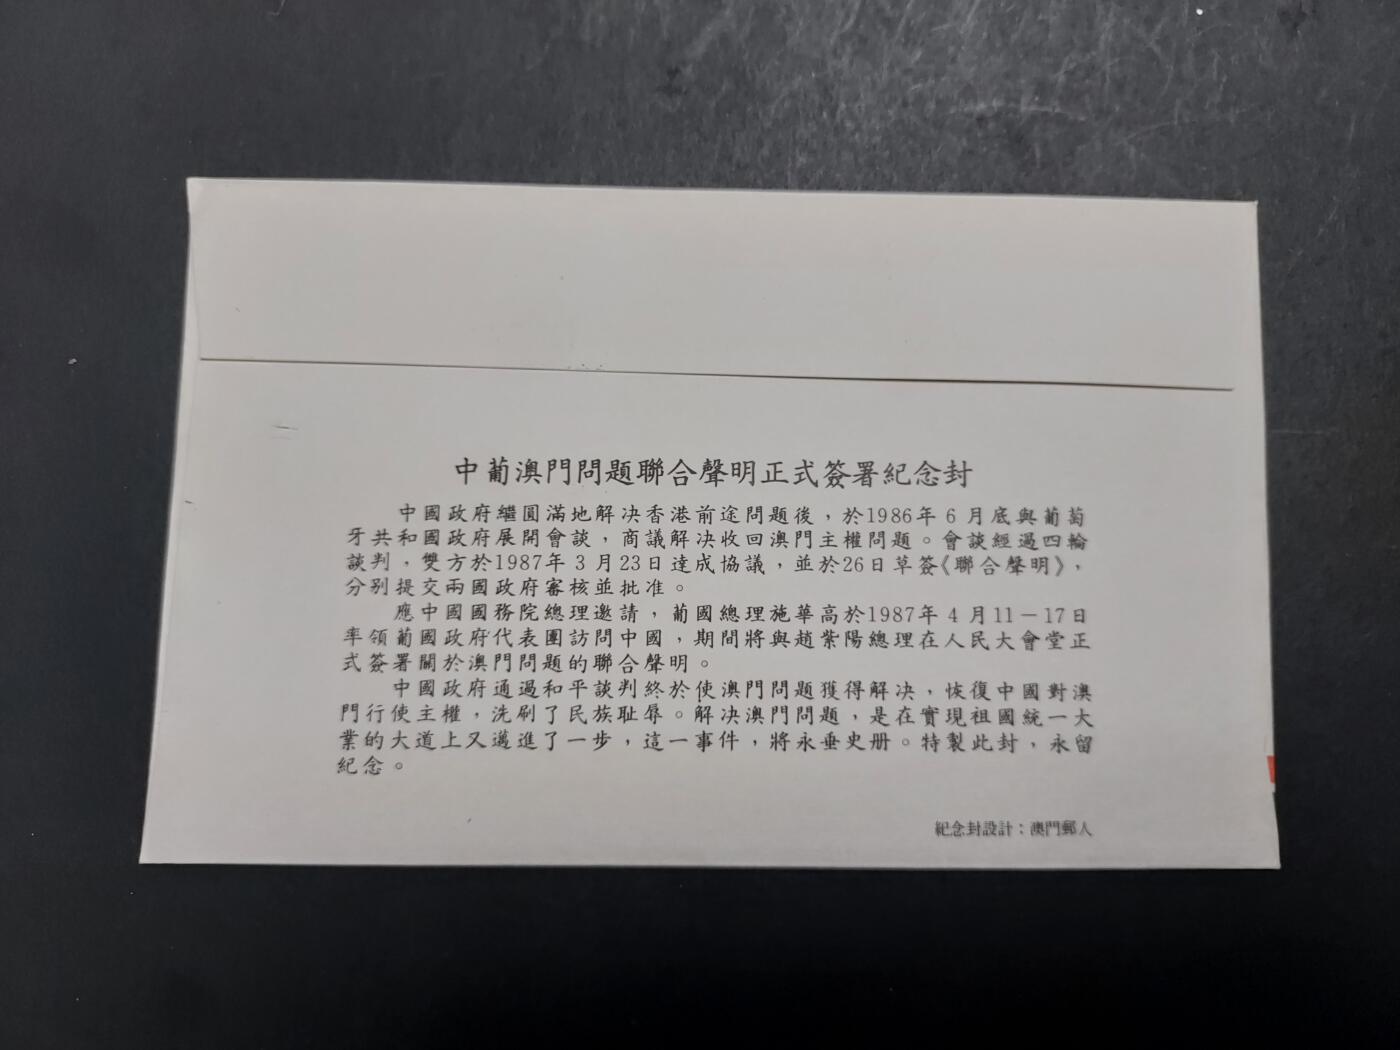 中葡澳門問題聯合聲明正式簽署紀念封
中國政府繼圓滿地解決香港前途問題後，於1986年6月底與葡萄
牙共和國政府展開會談，商議解決收回澳門主權問題。會談經過四輪
談判，雙方於1987年3月23日達成協議，並於26日草簽《聯合聲明》，
分別提交兩國政府審核並批准。
應中國國務院總理邀請，葡國總理施華高於1987年4月11－17日
率領葡國政府代表團訪問中國，期間將與趙紫陽總理在人民大會堂正
式簽署關於澳門問題的聯合聲明。
中國政府通過和平談判終於使澳門問題獲得解決，恢復中國對澳
門行使主權，洗刷了民族耻辱。解決澳門問題，是在實現祖國統一大
業的大道上又邁進了一步，這一事件，將永垂史册。特製此封，永留
紀念。
紀念封設計：澳門郵人